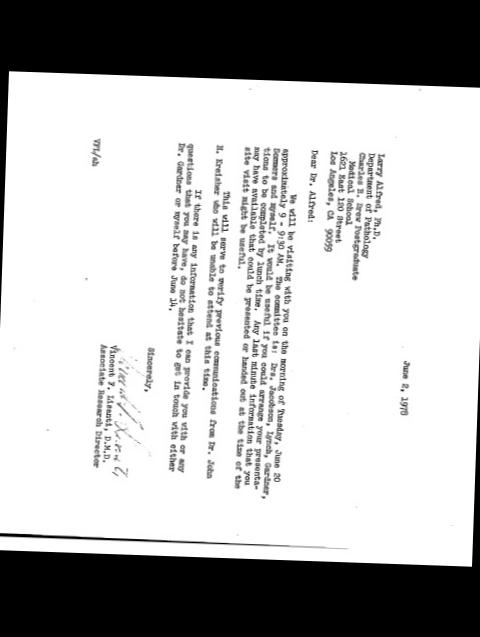 June 2, 1978
Larry Alfred, Ph.D.
Department of Pathology
Charles R. Drew Postgraduate
Medical School
1621 East 120 Street
Los Angeles, CA 90059
Dear Dr. Alfred:
We will be visiting with you on the morning of Tuesday, June 20
approximately 9 - 9:30 AM. The committee is: Drs. Jacobson, Lynch, Gardner,
Sommers and myself. It would be useful if you could arrange your presenta-
tions to be completed by lunch time. Any last minute information that you
may have available that could be presented or handed out at the time of the
site visit might be useful.
This will serve to verify previous communications from Dr. John
H. Kreisher who will be unable to attend at this time.
If there is any information that I can provide you with or any
questions that you may have, do not hesitate to get in touch with either
Dr. Gardner or myself before June 14.
Sincerely,
Vincent F. Lisanti, D.M.D.
Associate Research Director
VFL/ah